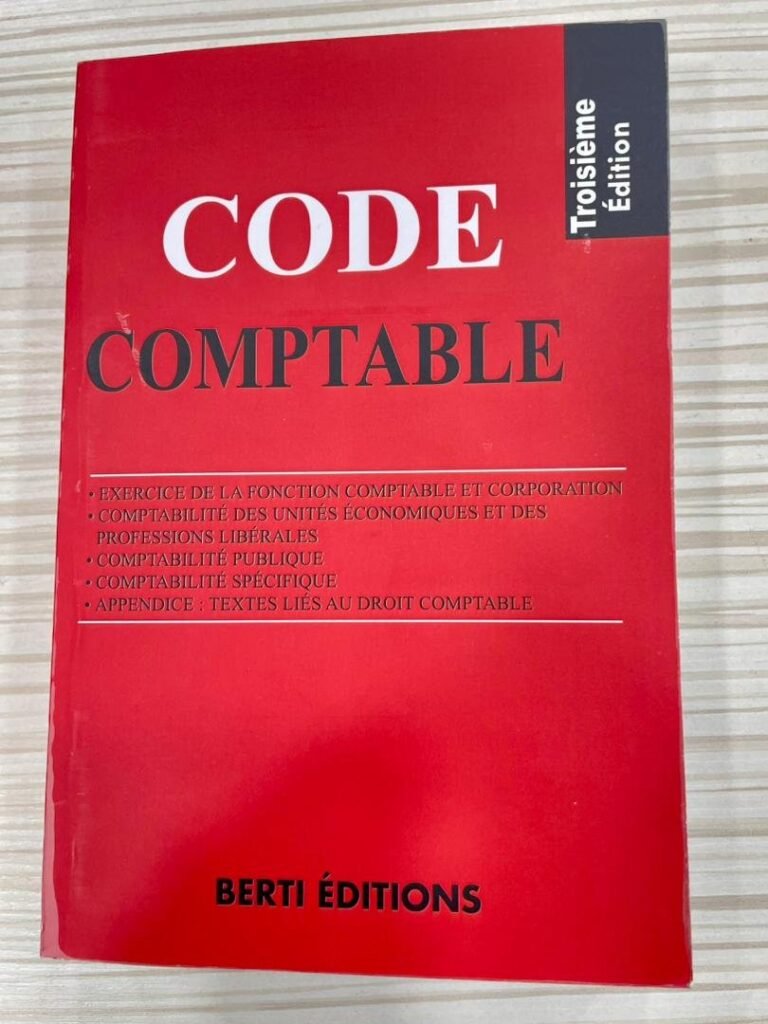 Troisième
Édition
CODE
COMPTABLE
• EXERCICE DE LA FONCTION COMPTABLE ET CORPORATION
• COMPTABILITÉ DES UNITÉS ÉCONOMIQUES ET DES
PROFESSIONS LIBÉRALES
• COMPTABILITÉ PUBLIQUE
• COMPTABILITÉ SPÉCIFIQUE
• APPENDICE : TEXTES LIÉS AU DROIT COMPTABLE
BERTI ÉDITIONS